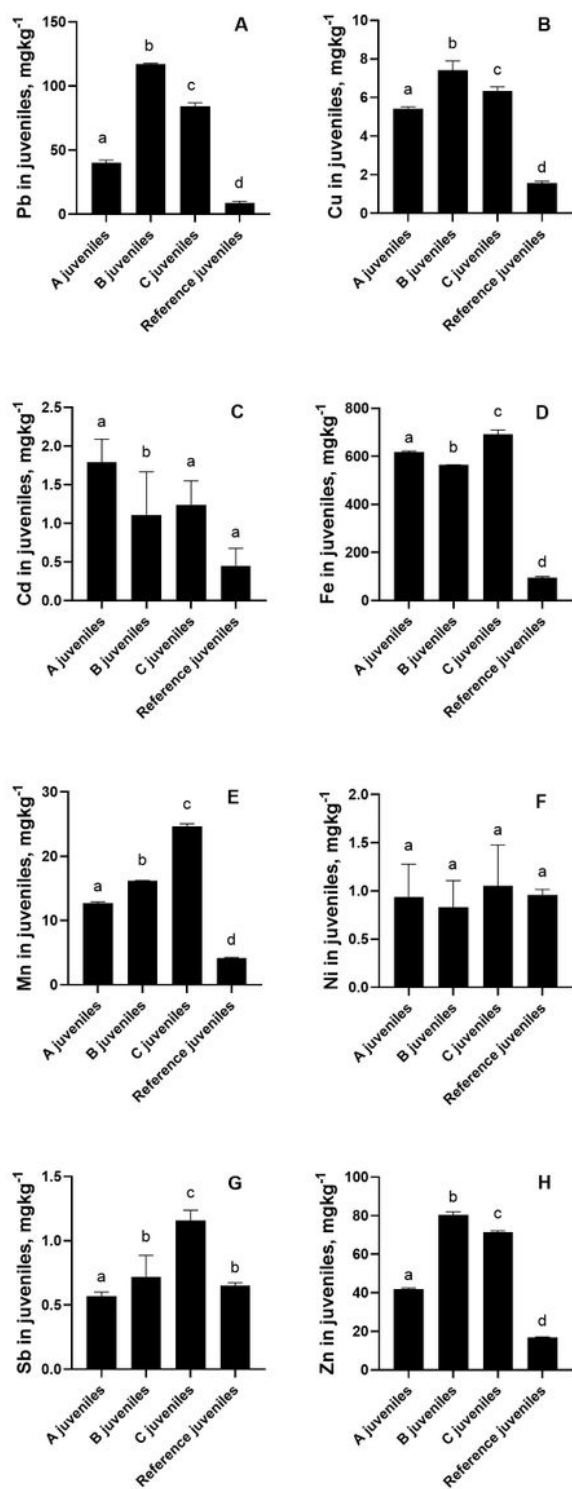 A
Pb in juveniles, mgkg-1
150
100
50
0
a
b
c
d
A juveniles
B juveniles
C juveniles
Reference juveniles
B
Cu in juveniles, mgkg-1
8
6
4
2
0
a
b
c
d
A juveniles
B juveniles
C juveniles
Reference juveniles
C
Cd in juveniles, mgkg-1
2.5
2.0
1.5
1.0
0.5
0.0
a
b
a
a
A juveniles
B juveniles
C juveniles
Reference juveniles
D
Fe in juveniles, mgkg-1
800
600
400
200
0
a
b
c
d
A juveniles
B juveniles
C juveniles
Reference juveniles
E
Mn in juveniles, mgkg-1
30
20
10
0
a
b
c
d
A juveniles
B juveniles
C juveniles
Reference juveniles
F
Ni in juveniles, mgkg-1
2.0
1.5
1.0
0.5
0.0
a
a
a
a
A juveniles
B juveniles
C juveniles
Reference juveniles
G
Sb in juveniles, mgkg-1
1.5
1.0
0.5
0.0
a
b
c
b
A juveniles
B juveniles
C juveniles
Reference juveniles
H
Zn in juveniles, mgkg-1
100
80
60
40
20
0
a
b
c
d
A juveniles
B juveniles
C juveniles
Reference juveniles